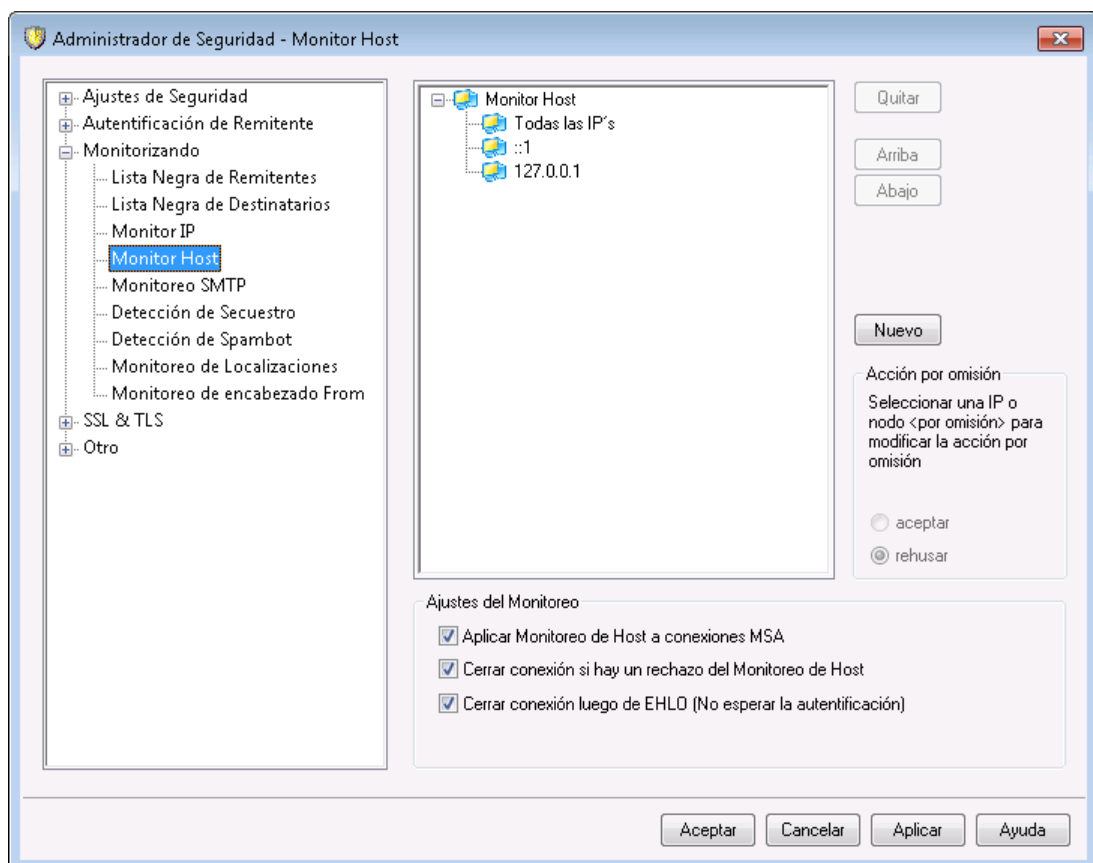 Administrador de Seguridad - Monitor Host
Ajustes de Seguridad
Autentificación de Remitente
Monitorizando
Lista Negra de Remitentes
Lista Negra de Destinatarios
Monitor IP
Monitor Host
Monitoreo SMTP
Detección de Secuestro
Detección de Spambot
Monitoreo de Localizaciones
Monitoreo de encabezado From
SSL & TLS
Otro
Monitor Host
Todas las IP´s
::1
127.0.0.1
Quitar
Arriba
Abajo
Nuevo
Acción por omisión
Seleccionar una IP o
nodo <por omisión> para
modificar la acción por
omisión
aceptar
rehusar
Ajustes del Monitoreo
Aplicar Monitoreo de Host a conexiones MSA
Cerrar conexión si hay un rechazo del Monitoreo de Host
Cerrar conexión luego de EHLO (No esperar la autentificación)
Aceptar
Cancelar
Aplicar
Ayuda